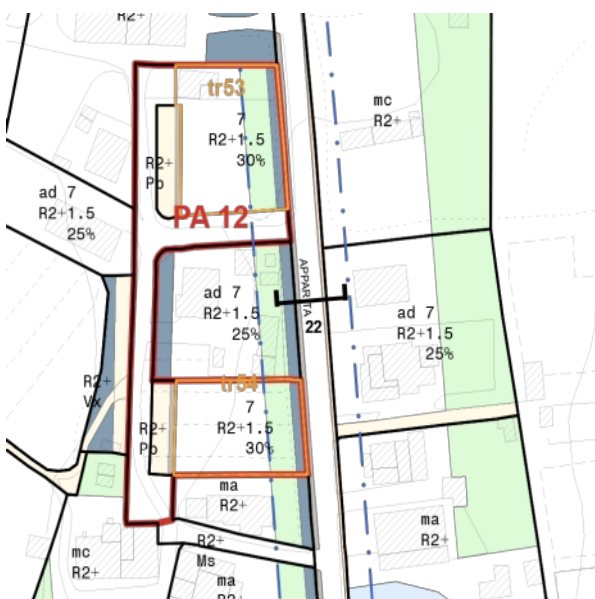 R2+
tr53
7
R2+1.5
30%
mc
R2+
R2+
Pb
ad 7
R2+1.5
25%
PA 12
APPARITA
22
ad 7
R2+1.5
25%
ad 7
R2+1.5
25%
R2+
Vx
tr54
7
R2+1.5
30%
R2+
Pb
ma
R2+
ma
R2+
mc
R2+
R2+
Ms
ma
R2+